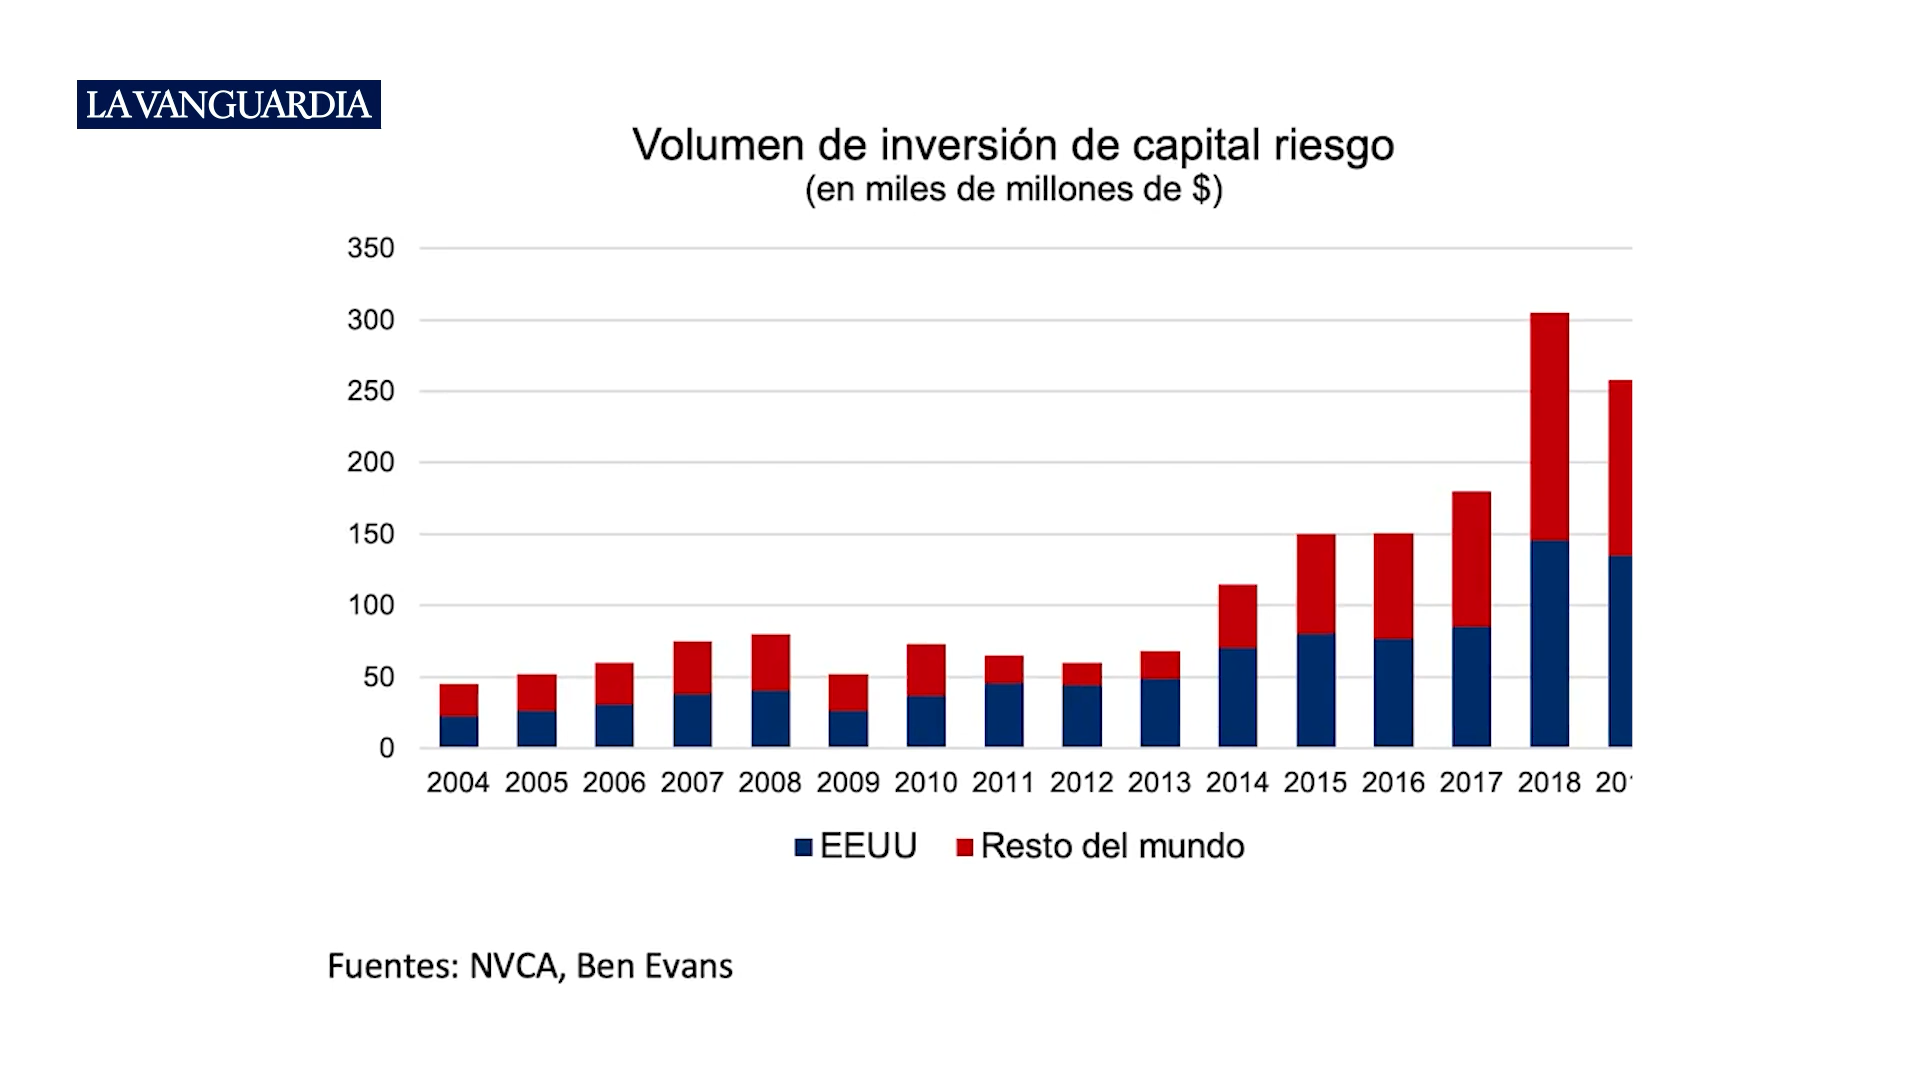 LA VANGUARDIA
Volumen de inversión de capital riesgo
(en miles de millones de $)
350
300
250
200
150
100
50
0
2004 2005 2006 2007 2008 2009 2010 2011 2012 2013 2014 2015 2016 2017 2018
EEUU Resto del mundo
Fuentes: NVCA, Ben Evans